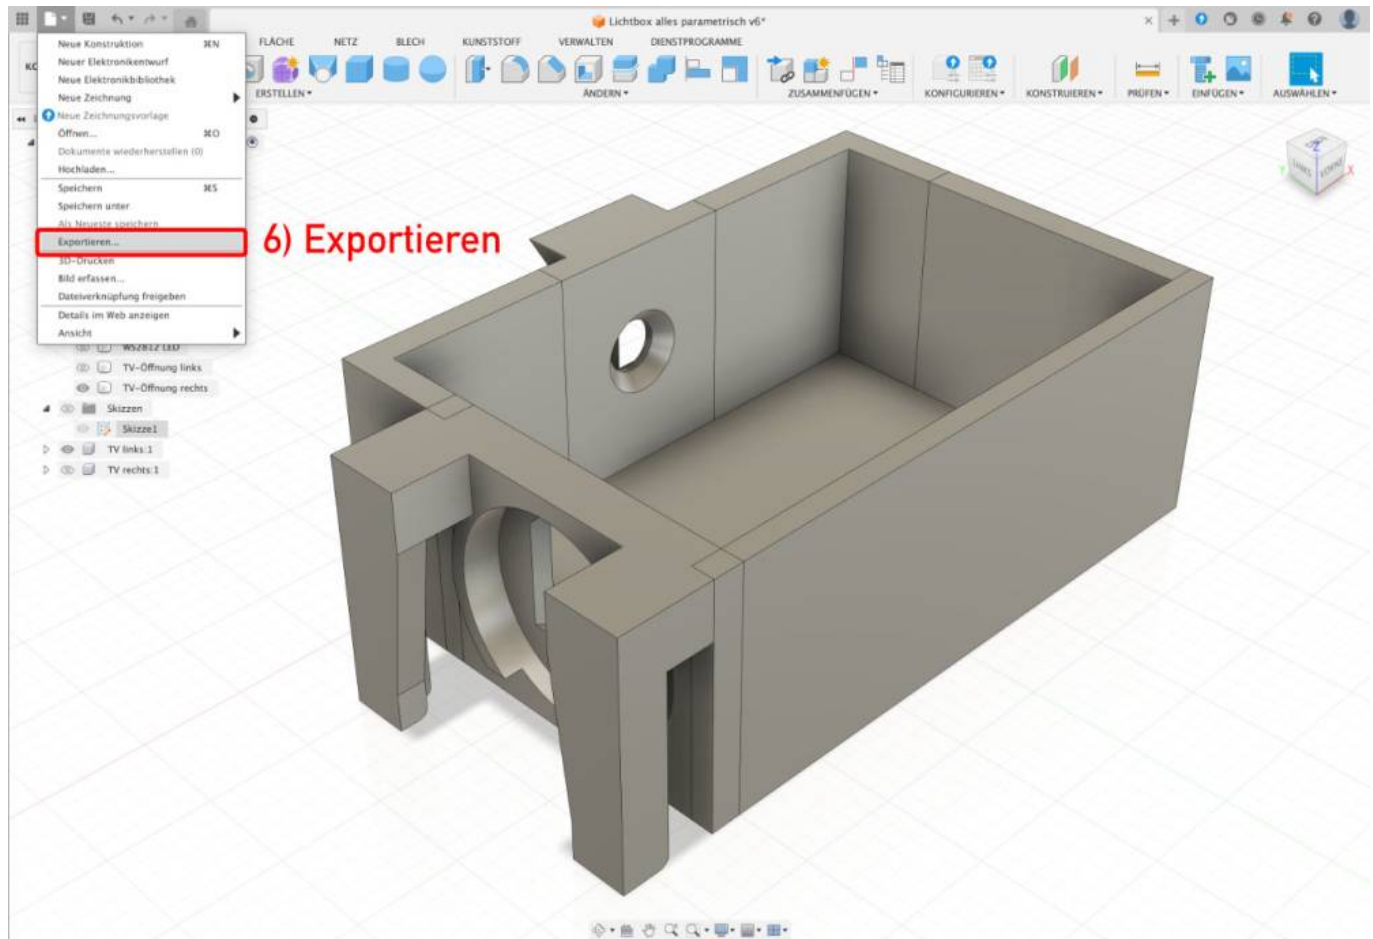 Lichtbox alles parametrisch v6*
FLÄCHE NETZ BLECH KUNSTSTOFF VERWALTEN DIENSTPROGRAMME
ERSTELLEN ÄNDERN ZUSAMMENFÜGEN KONFIGURIEREN KONSTRUIEREN PRÜFEN EINFÜGEN AUSWÄHLEN
Neue Konstruktion ⌘N
Neuer Elektronikentwurf
Neue Elektronikbibliothek
Neue Zeichnung
Neue Zeichnungsvorlage
Öffnen... ⌘O
Dokumente wiederherstellen (0)
Hochladen...
Speichern ⌘S
Speichern unter
Als Neueste speichern
Exportieren...
6) Exportieren
3D-Drucken
Bild erfassen...
Dateiverknüpfung freigeben
Details im Web anzeigen
Ansicht
WS2812 LED
TV-Öffnung links
TV-Öffnung rechts
Skizzen
Skizze1
TV links:1
TV rechts:1
LINKS
X
Y
Z